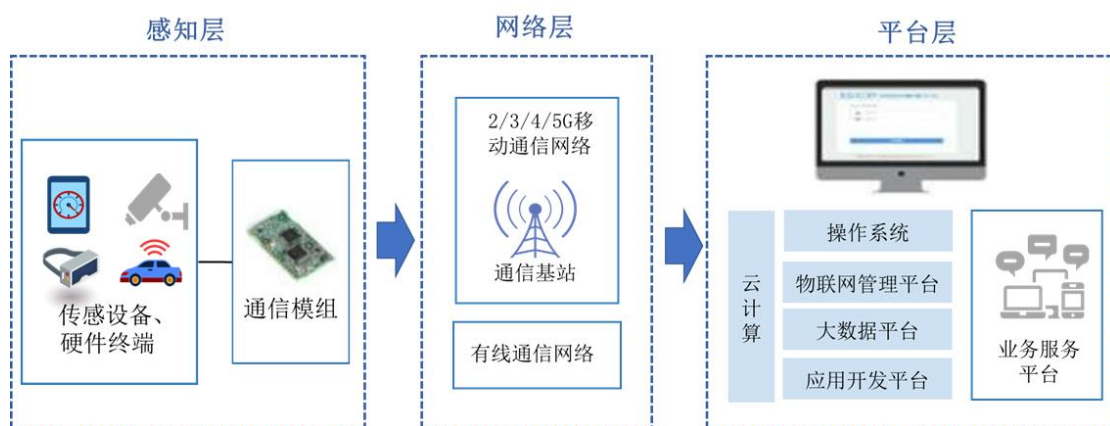 感知层
网络层
平台层
传感设备、
硬件终端
通信模组
2/3/4/5G移
动通信网络
通信基站
有线通信网络
云
计
算
操作系统
物联网管理平台
大数据平台
应用开发平台
业务服务
平台